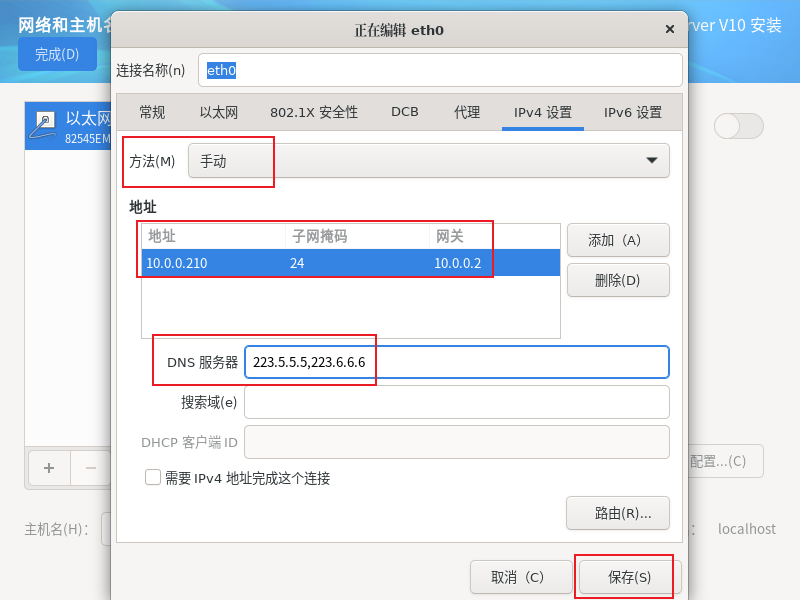 网络和主机名
正在编辑 eth0
rver V10 安装
完成(D)
连接名称(n)
eth0
常规
以太网
802.1X 安全性
DCB
代理
IPv4 设置
IPv6 设置
以太网
82545EM
方法(M)
手动
地址
地址
子网掩码
网关
添加（A）
10.0.0.210
24
10.0.0.2
删除(D)
DNS 服务器
223.5.5.5,223.6.6.6
搜索域(e)
DHCP 客户端 ID
配置...(C)
需要 IPv4 地址完成这个连接
路由(R)...
主机名(H)：
localhost
取消（C）
保存(S)